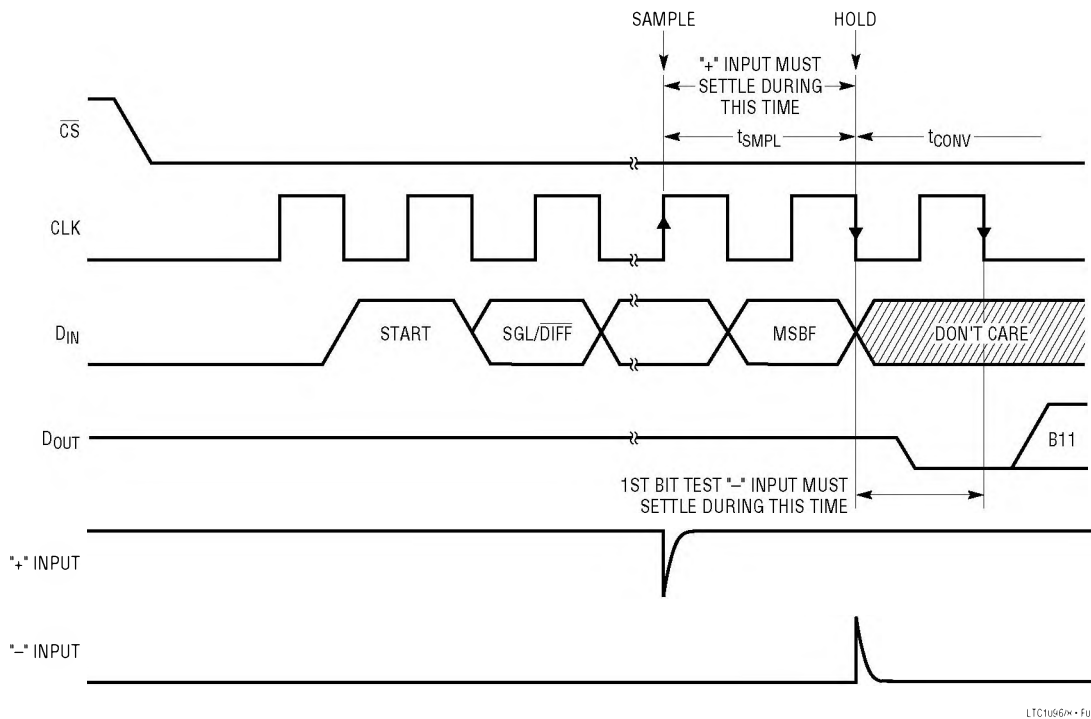 SAMPLE
HOLD
"+" INPUT MUST
SETTLE DURING
THIS TIME
CS
tSMPL
tCONV
CLK
DIN
START
SGL/DIFF
MSBF
DON'T CARE
DOUT
B11
1ST BIT TEST "–" INPUT MUST
SETTLE DURING THIS TIME
"+" INPUT
"–" INPUT